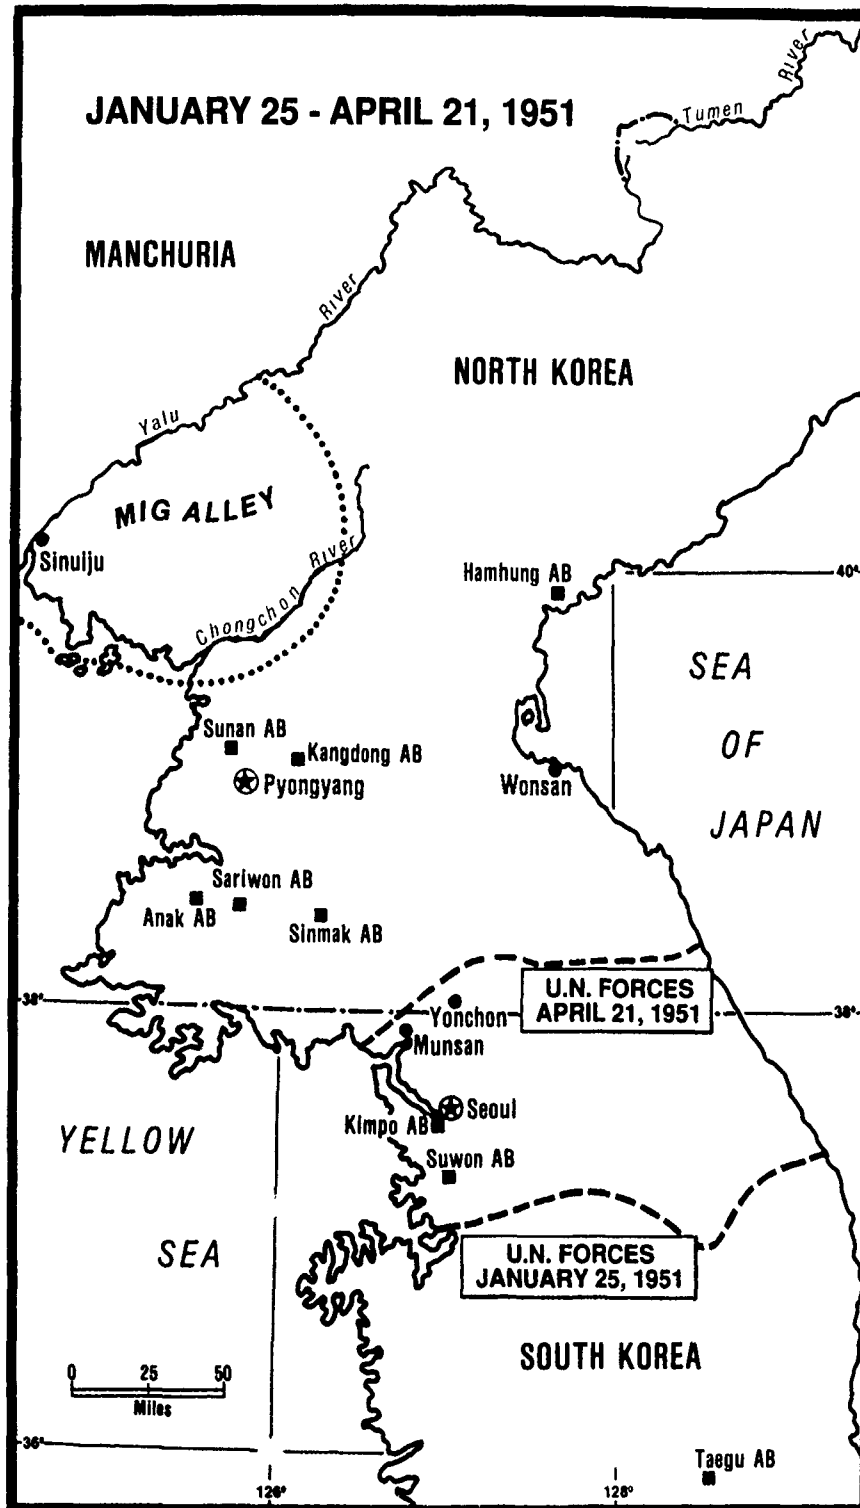 JANUARY 25 - APRIL 21, 1951
River
Tumen
MANCHURIA
River
NORTH KOREA
Yalu
MIG ALLEY
Sinuiju
River
Chongchon
Hamhung AB
40°
SEA
OF
JAPAN
Sunan AB
Kangdong AB
Pyongyang
Wonsan
Sariwon AB
Anak AB
Sinmak AB
38°
U.N. FORCES
APRIL 21, 1951
38°
Yonchon
Munsan
Seoul
Kimpo AB
YELLOW
SEA
Suwon AB
U.N. FORCES
JANUARY 25, 1951
SOUTH KOREA
0 25 50
Miles
36°
Taegu AB
126°
128°